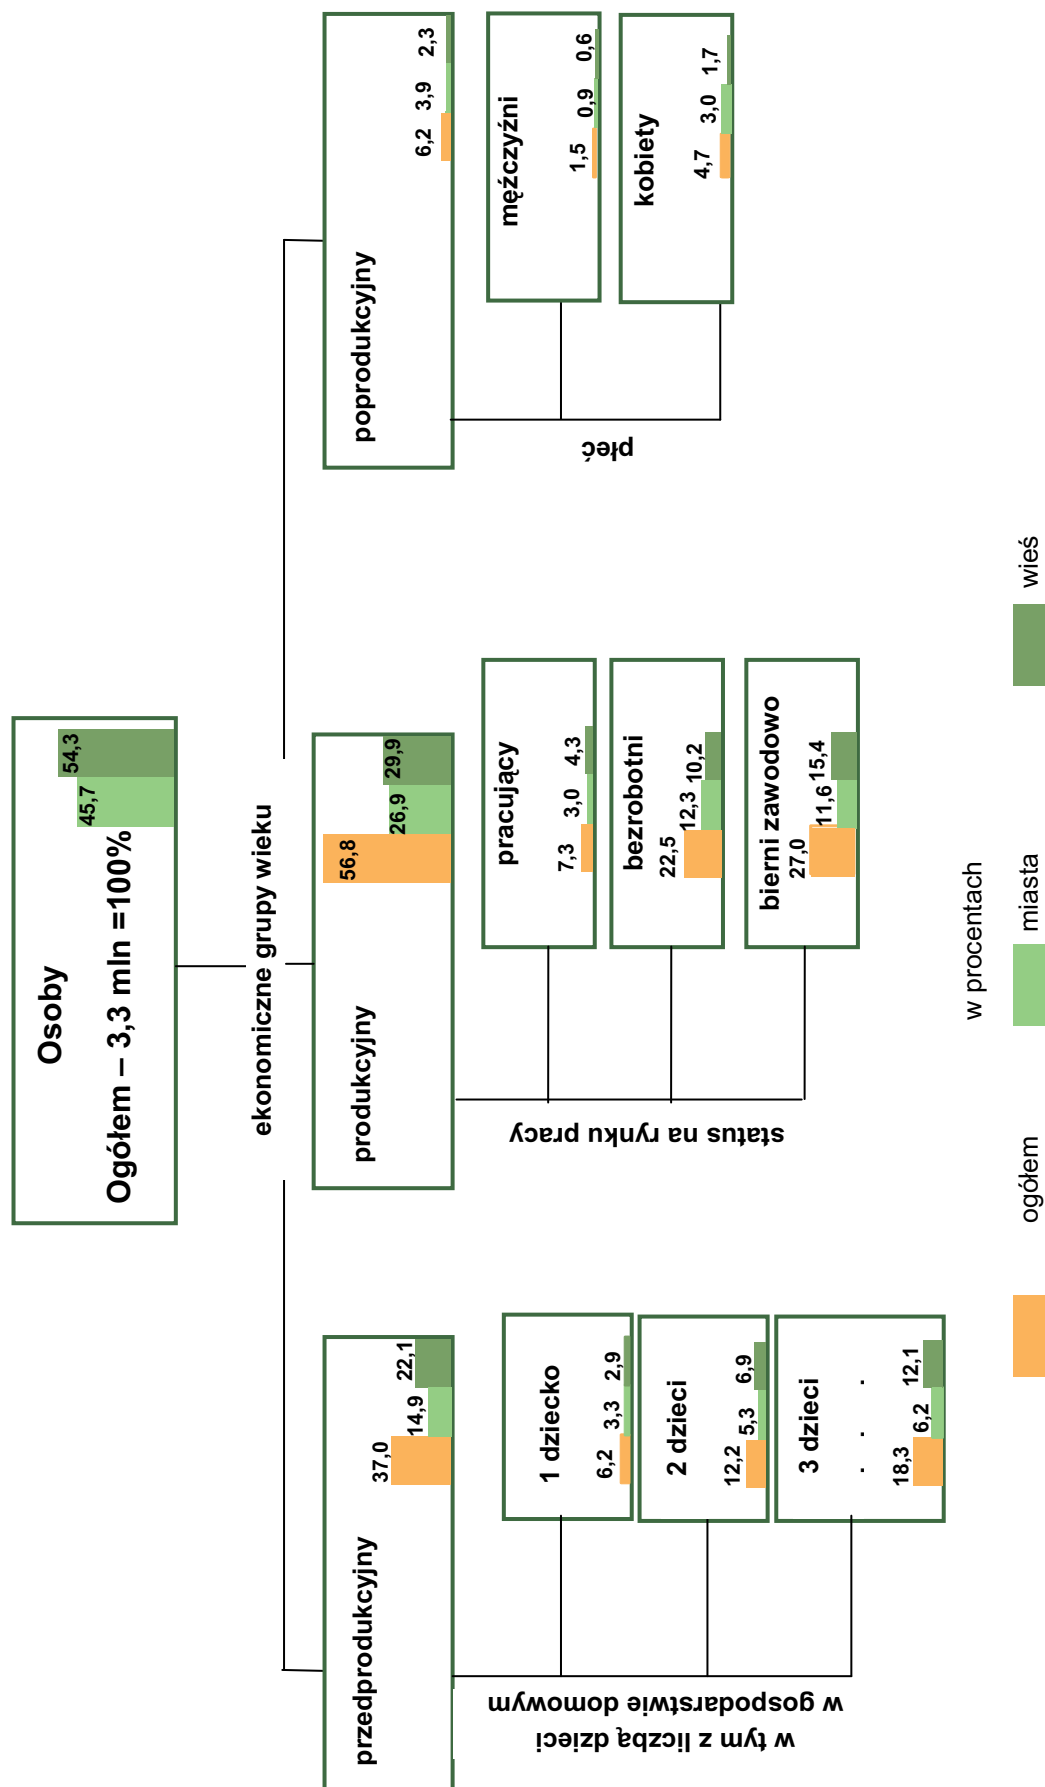 Osoby
Ogółem – 3,3 mln =100%
45,7
54,3
ekonomiczne grupy wieku
przedprodukcyjny
37,0
14,9
22,1
produkcyjny
56,8
26,9
29,9
poprodukcyjny
6,2
3,9
2,3
w tym z liczbą dzieci
w gospodarstwie domowym
1 dziecko
6,2
3,3
2,9
2 dzieci
12,2
5,3
6,9
3 dzieci
. . .
18,3
6,2
12,1
status na rynku pracy
pracujący
7,3
3,0
4,3
bezrobotni
22,5
12,3
10,2
bierni zawodowo
27,0
11,6
15,4
płeć
mężczyźni
1,5
0,9
0,6
kobiety
4,7
3,0
1,7
w procentach
ogółem
miasta
wieś